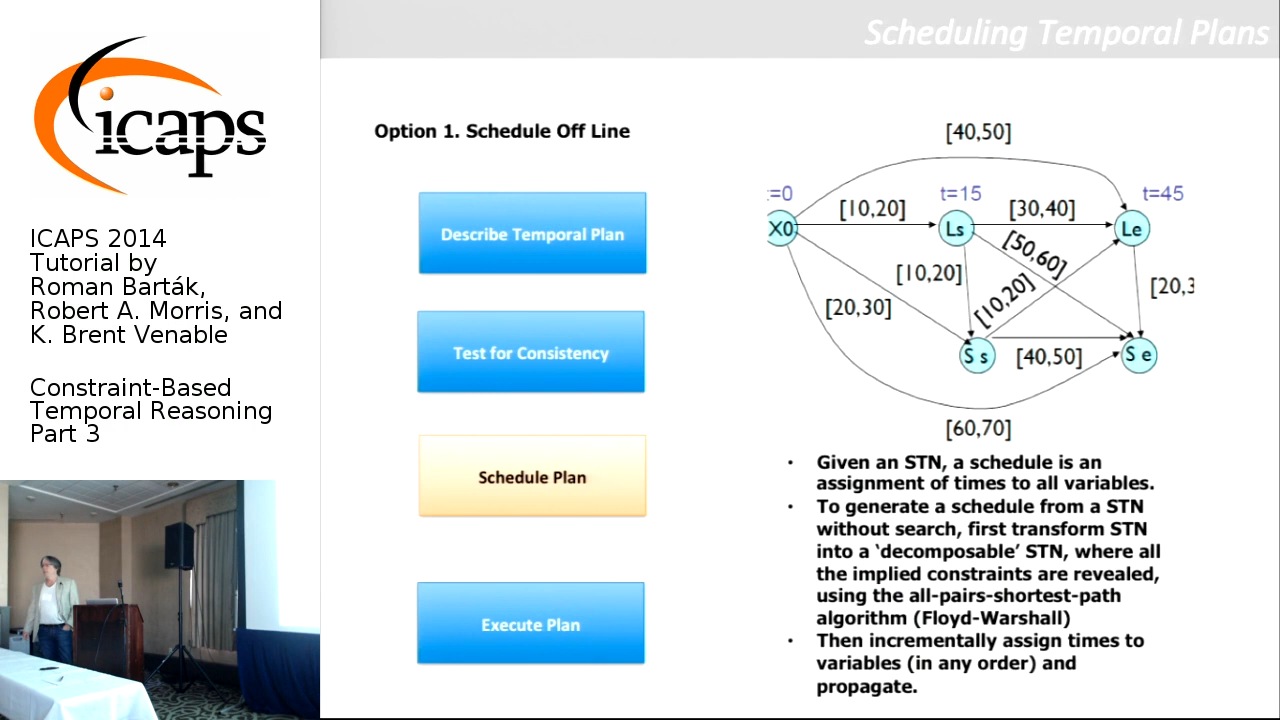 Scheduling Temporal Plans
icaps
ICAPS 2014
Tutorial by
Roman Barták,
Robert A. Morris, and
K. Brent Venable
Constraint-Based
Temporal Reasoning
Part 3
Option 1. Schedule Off Line
Describe Temporal Plan
Test for Consistency
Schedule Plan
Execute Plan
[40,50]
:=0
t=15
t=45
[10,20]
[30,40]
X0
Ls
Le
[50,60]
[10,20]
[10,20]
[20,3
[20,30]
S s
S e
[40,50]
[60,70]
• Given an STN, a schedule is an
assignment of times to all variables.
• To generate a schedule from a STN
without search, first transform STN
into a ‘decomposable’ STN, where all
the implied constraints are revealed,
using the all-pairs-shortest-path
algorithm (Floyd-Warshall)
• Then incrementally assign times to
variables (in any order) and
propagate.